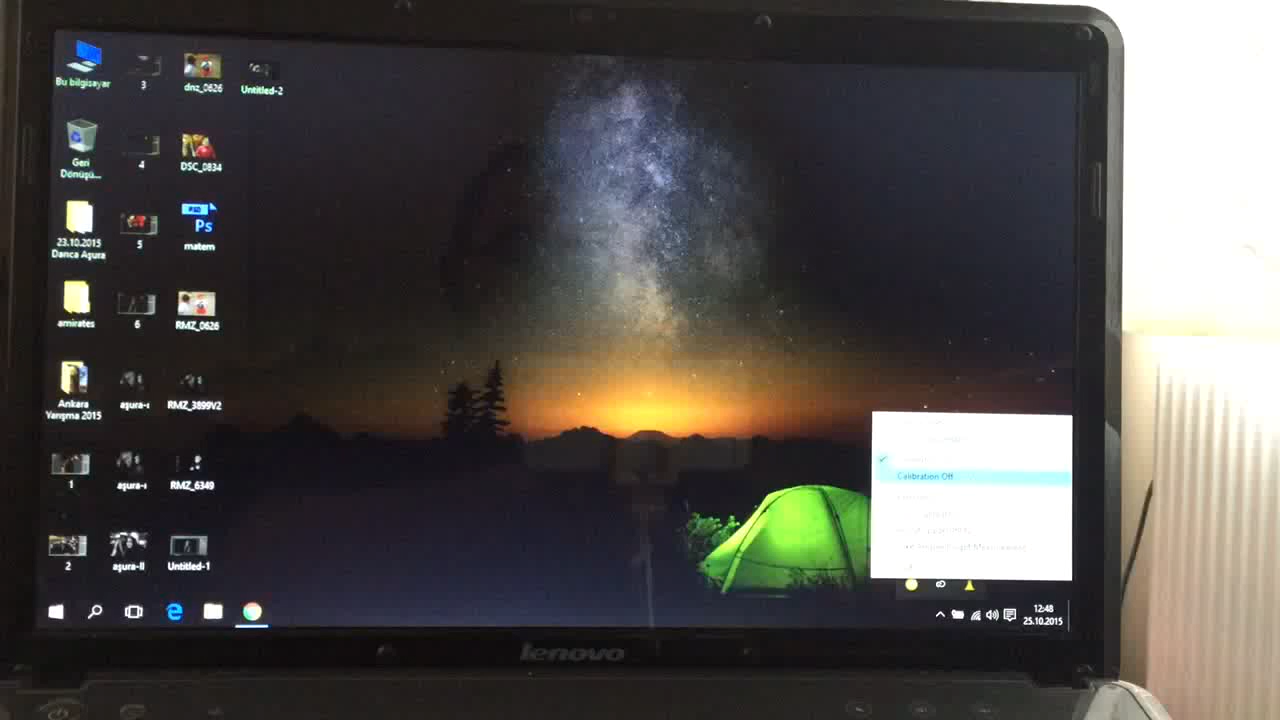 Bu bilgisayar
3
dnz_0626
Untitled-2
Geri
Dönüşü...
4
DSC_0834
23.10.2015
Darıca Aşura
5
Ps
matem
amirates
6
RMZ_0626
Ankara
Yarışma 2015
aşura-ı
RMZ_3899V2
1
aşura-ı
RMZ_6349
2
aşura-II
Untitled-1
Calibration Off
12:48
25.10.2015
lenovo